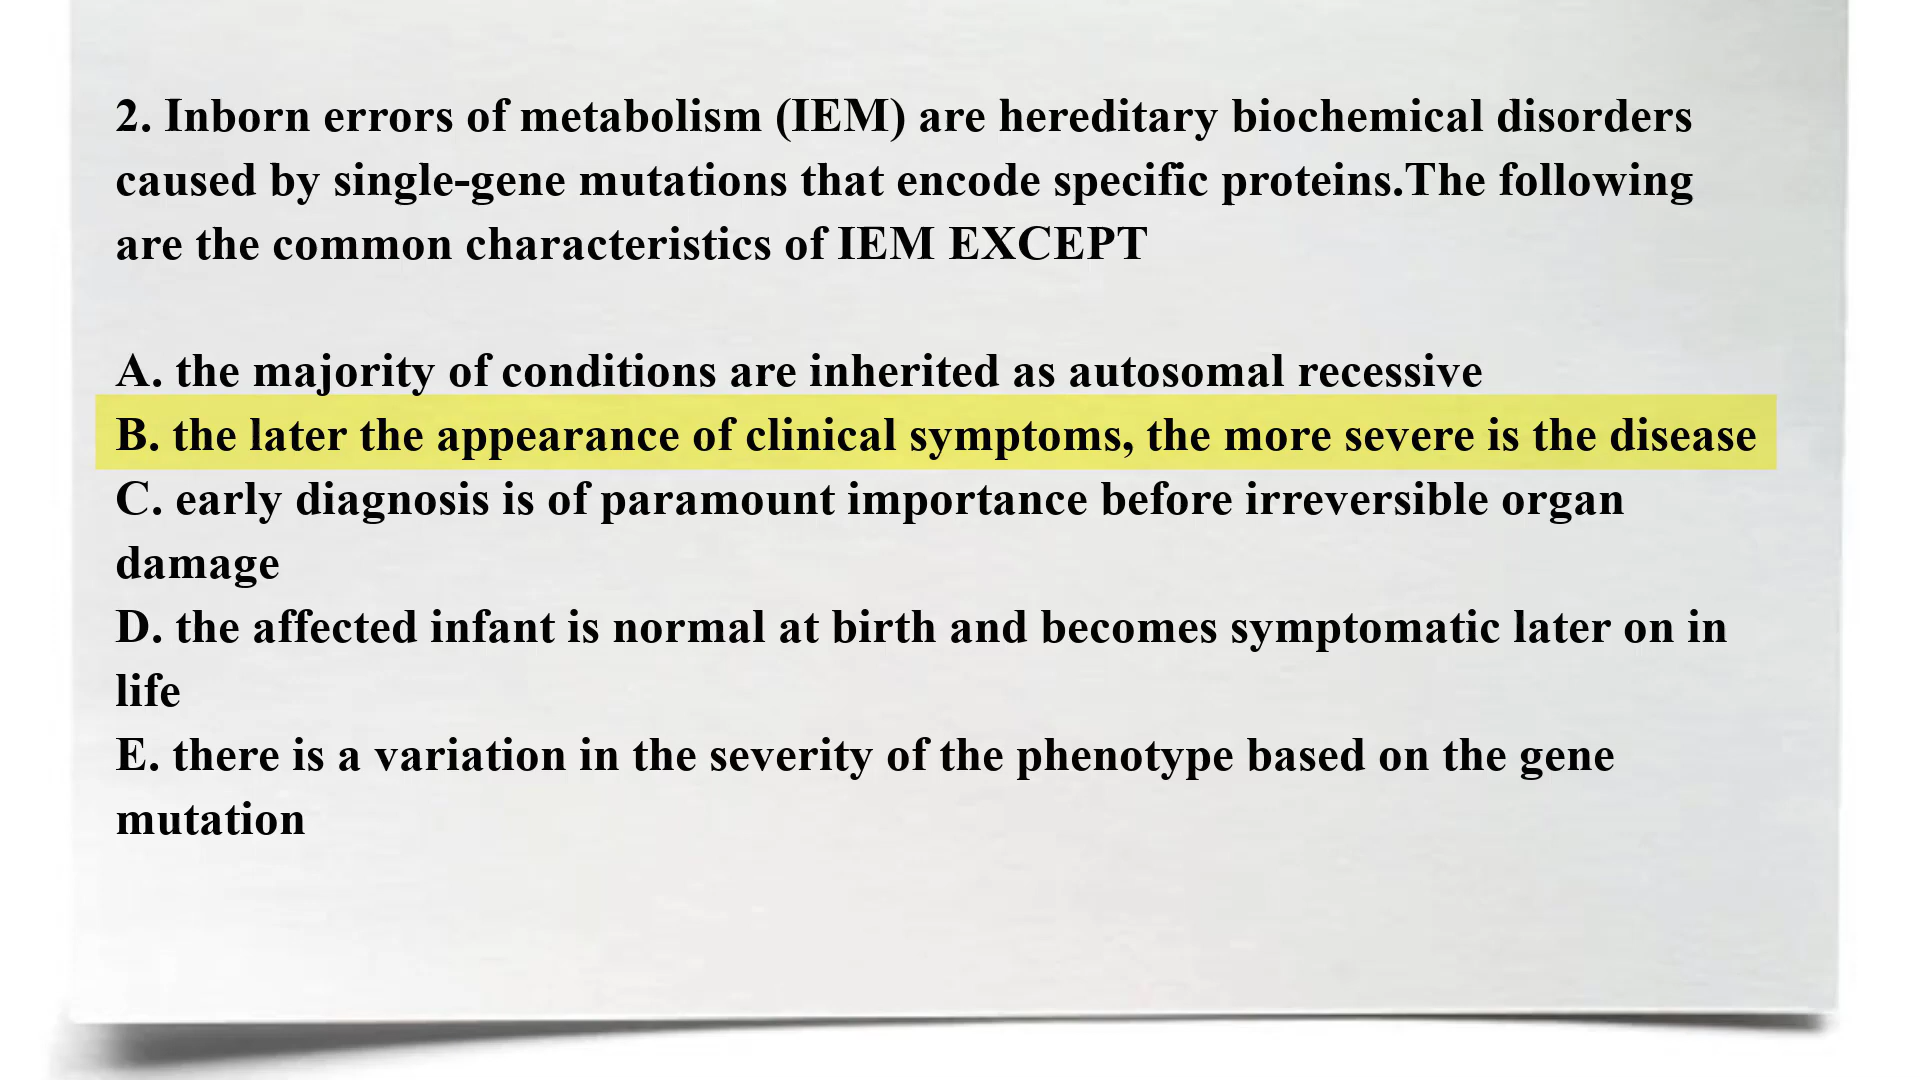 2. Inborn errors of metabolism (IEM) are hereditary biochemical disorders
caused by single-gene mutations that encode specific proteins.The following
are the common characteristics of IEM EXCEPT
A. the majority of conditions are inherited as autosomal recessive
B. the later the appearance of clinical symptoms, the more severe is the disease
C. early diagnosis is of paramount importance before irreversible organ
damage
D. the affected infant is normal at birth and becomes symptomatic later on in
life
E. there is a variation in the severity of the phenotype based on the gene
mutation